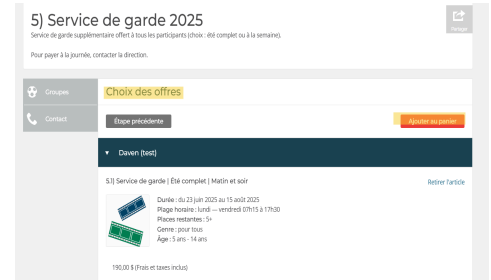 5) Service de garde 2025
Service de garde supplémentaire offert à tous les participants (choix : été complet ou à la semaine).
Partager
Pour payer à la journée, contacter la direction.
Groupes
Choix des offres
Contact
Étape précédente
Ajouter au panier
Daven (test)
5.1) Service de garde | Été complet | Matin et soir
Retirer l'article
Durée : du 23 juin 2025 au 15 août 2025
Plage horaire : lundi — vendredi 07h15 à 17h30
Places restantes : 5+
Genre : pour tous
Âge : 5 ans - 14 ans
190,00 $ (Frais et taxes inclus)